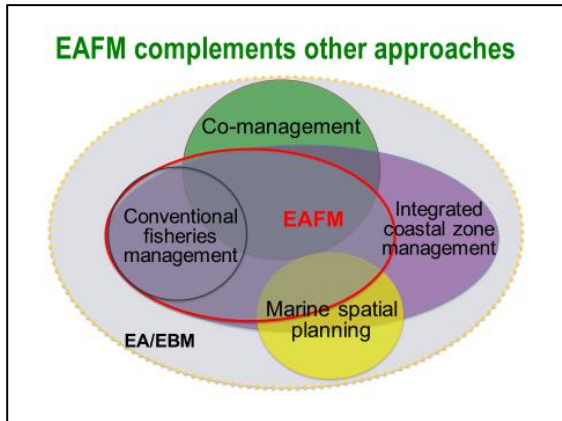 EAFM complements other approaches
Co-management
Conventional
fisheries
management
EAFM
Integrated
coastal zone
management
Marine spatial
planning
EA/EBM